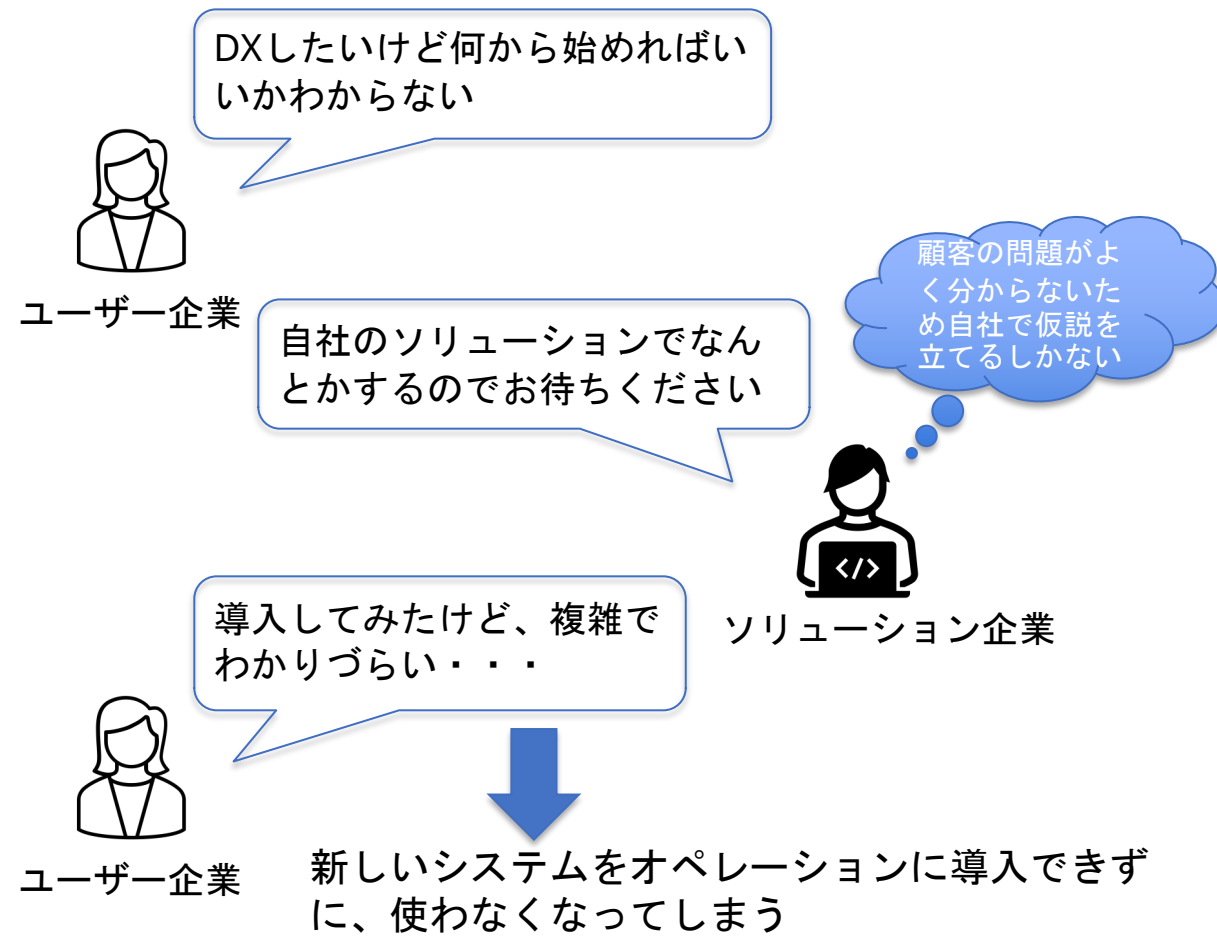 DXしたいけど何から始めればい
いかわからない
ユーザー企業
顧客の問題がよ
く分からないた
め自社で仮説を
立てるしかない
自社のソリューションでなん
とかするのでお待ちください
</>
ソリューション企業
導入してみたけど、複雑で
わかりづらい・・・
ユーザー企業
新しいシステムをオペレーションに導入できず
に、使わなくなってしまう